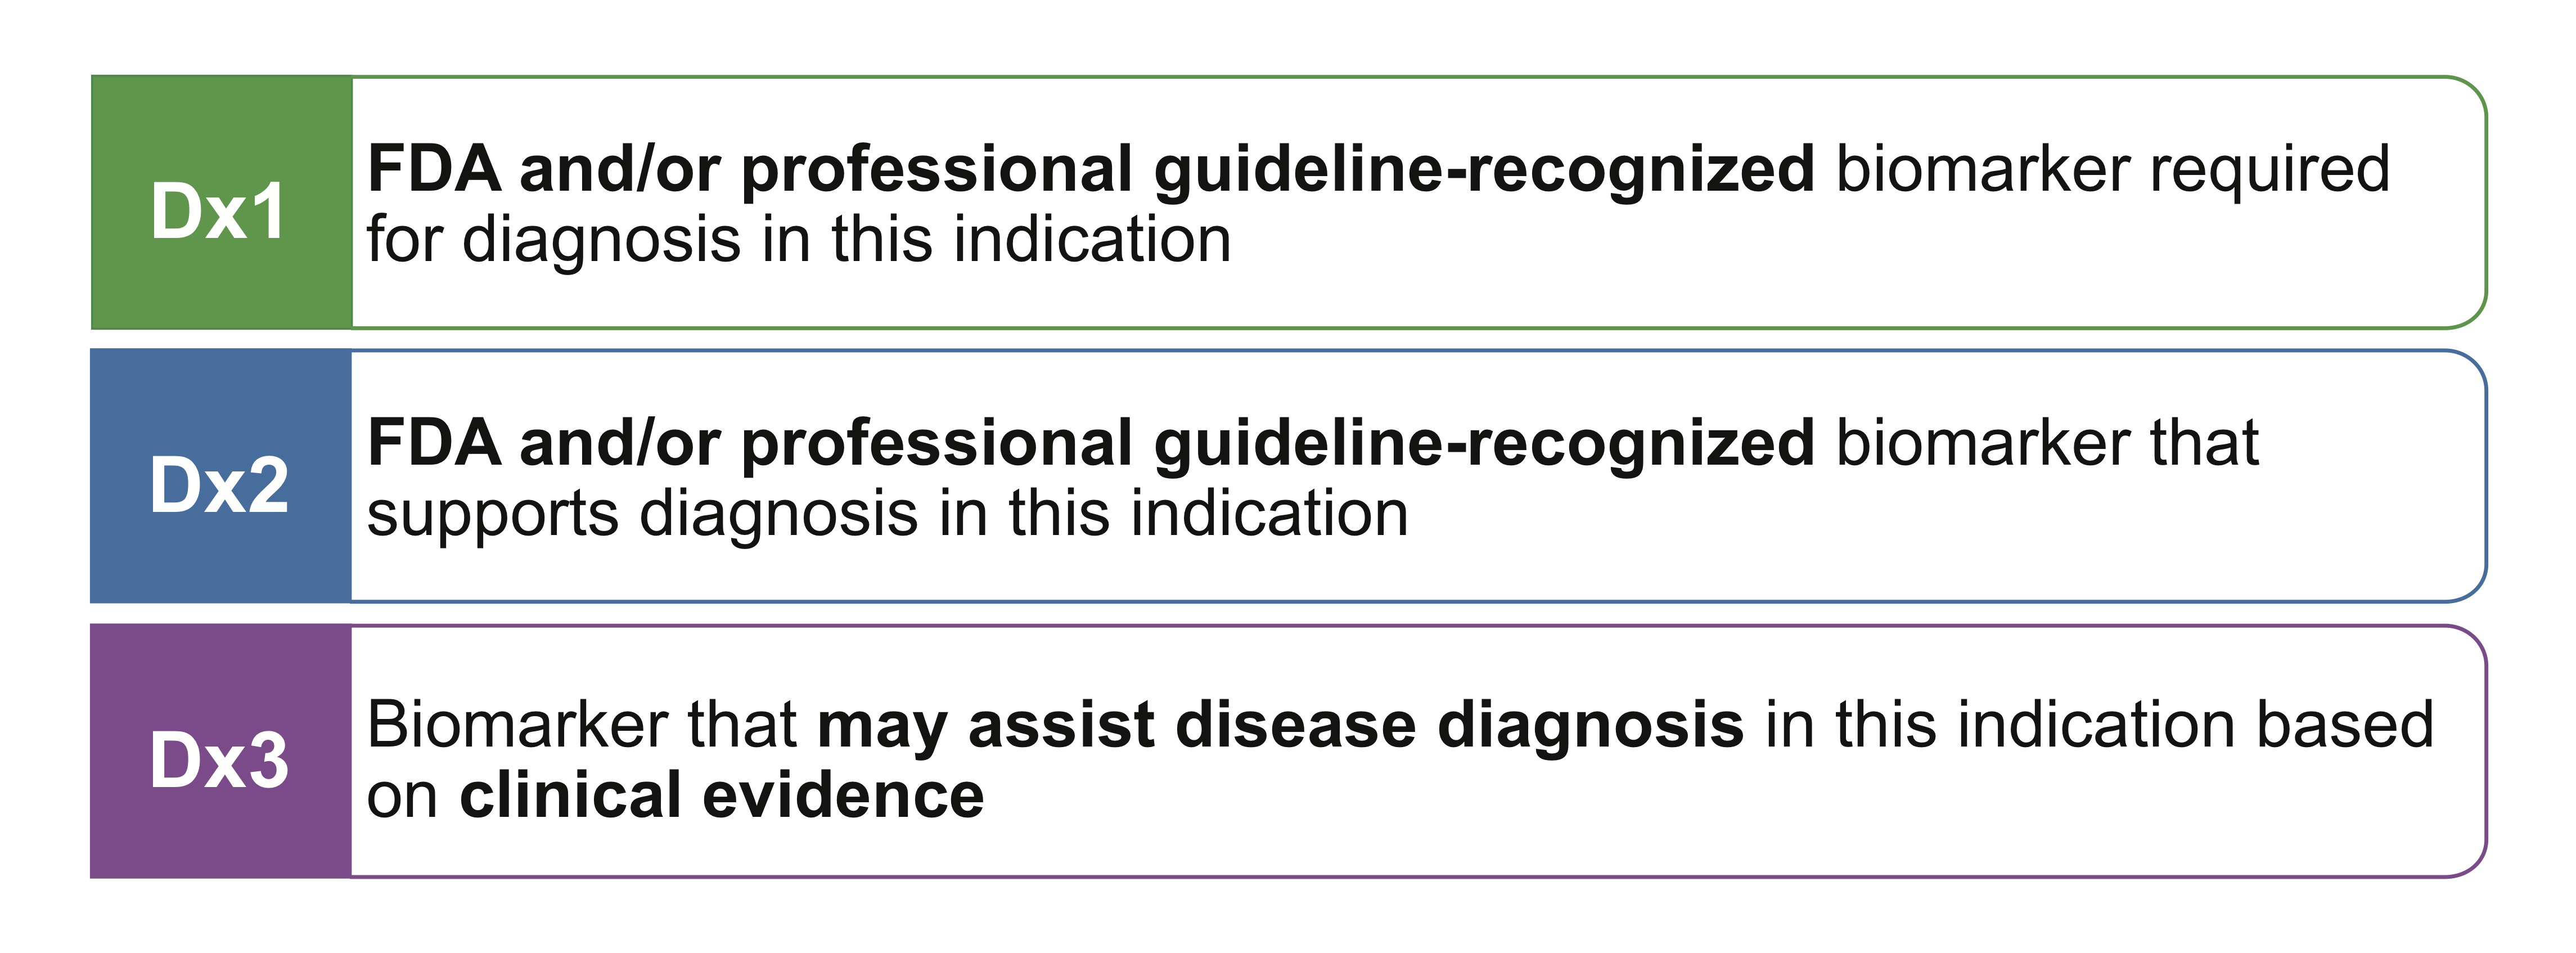 Dx1
FDA and/or professional guideline-recognized biomarker required
for diagnosis in this indication
Dx2
FDA and/or professional guideline-recognized biomarker that
supports diagnosis in this indication
Dx3
Biomarker that may assist disease diagnosis in this indication based
on clinical evidence